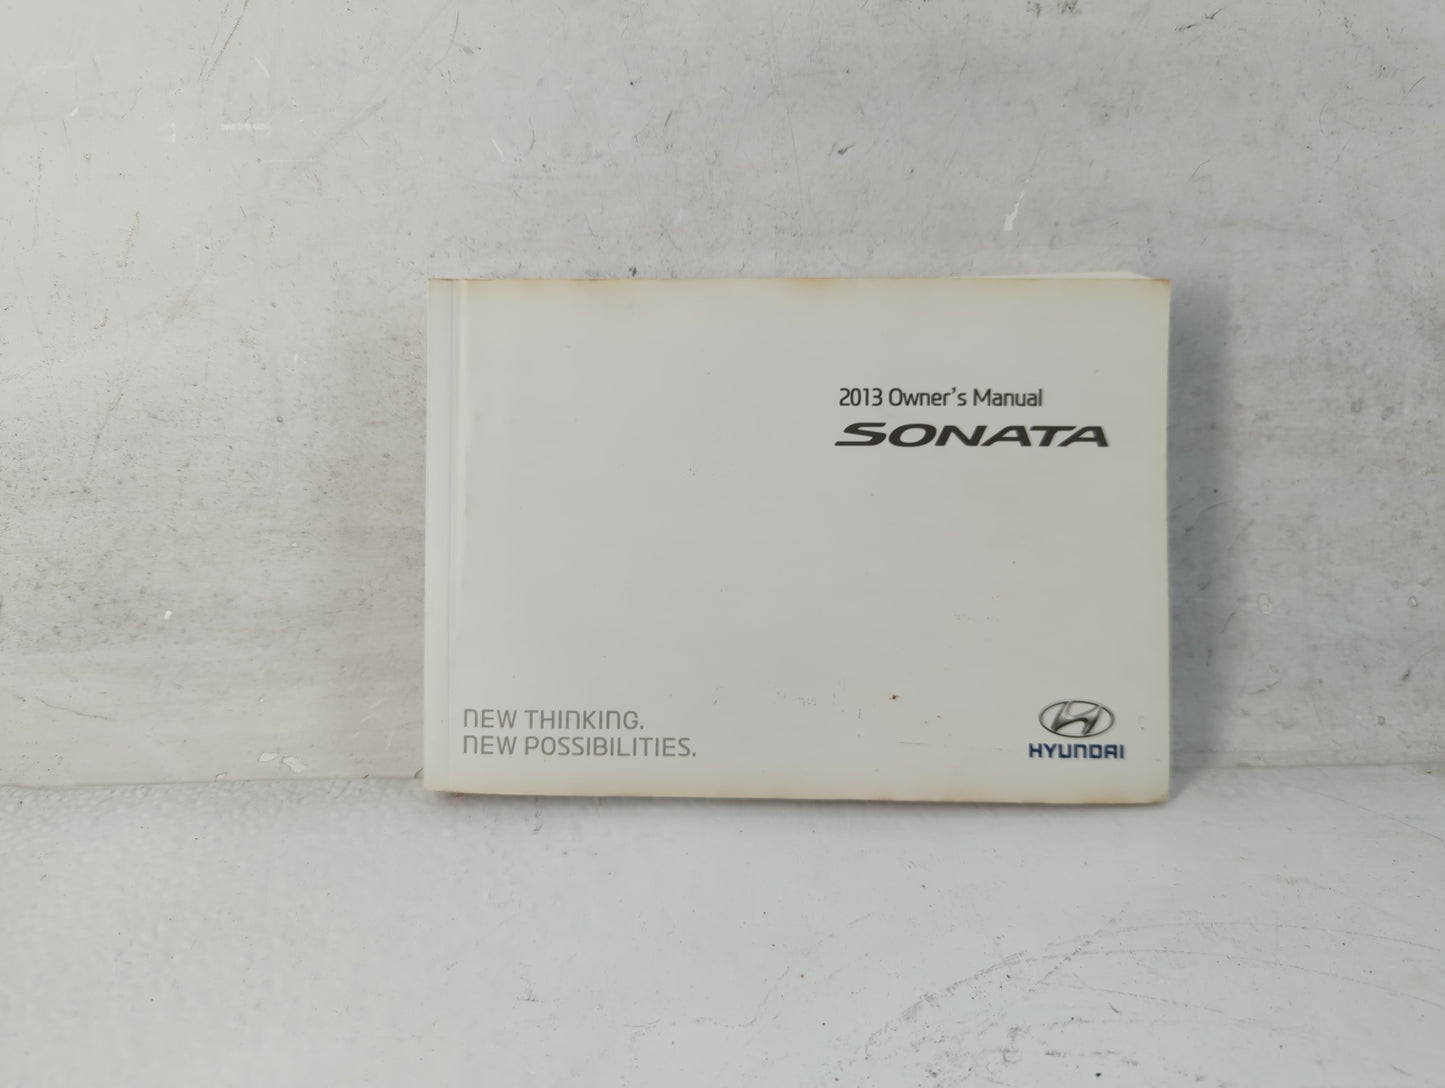 2013 Owner's Manual
SONATA
NEW THINKING.
NEW POSSIBILITIES.
HYUNDAI